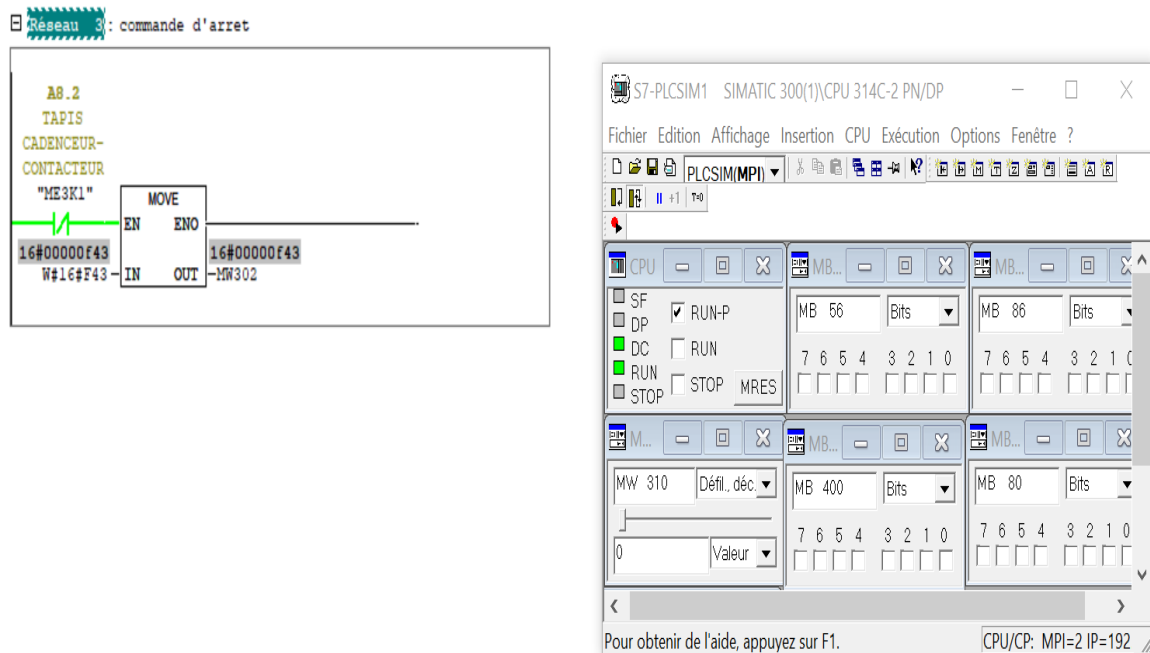 Réseau 3 : commande d'arret
A8.2
TAPIS
CADENCEUR-
CONTACTEUR
"ME3K1"
MOVE
EN ENO
16#00000f43 16#00000f43
W#16#F43 IN OUT MW302
S7-PLCSIM1 SIMATIC 300(1)\CPU 314C-2 PN/DP
Fichier Edition Affichage Insertion CPU Exécution Options Fenêtre ?
PLCSIM(MPI)
+1 T=0
CPU
SF
DP
DC
RUN
STOP
RUN-P
RUN
STOP
MRES
MB...
MB 56 Bits
7 6 5 4 3 2 1 0
MB...
MB 86 Bits
7 6 5 4 3 2 1 0
M...
MW 310 Défil., déc.
0 Valeur
MB...
MB 400 Bits
7 6 5 4 3 2 1 0
MB...
MB 80 Bits
7 6 5 4 3 2 1 0
Pour obtenir de l'aide, appuyez sur F1.
CPU/CP: MPI=2 IP=192